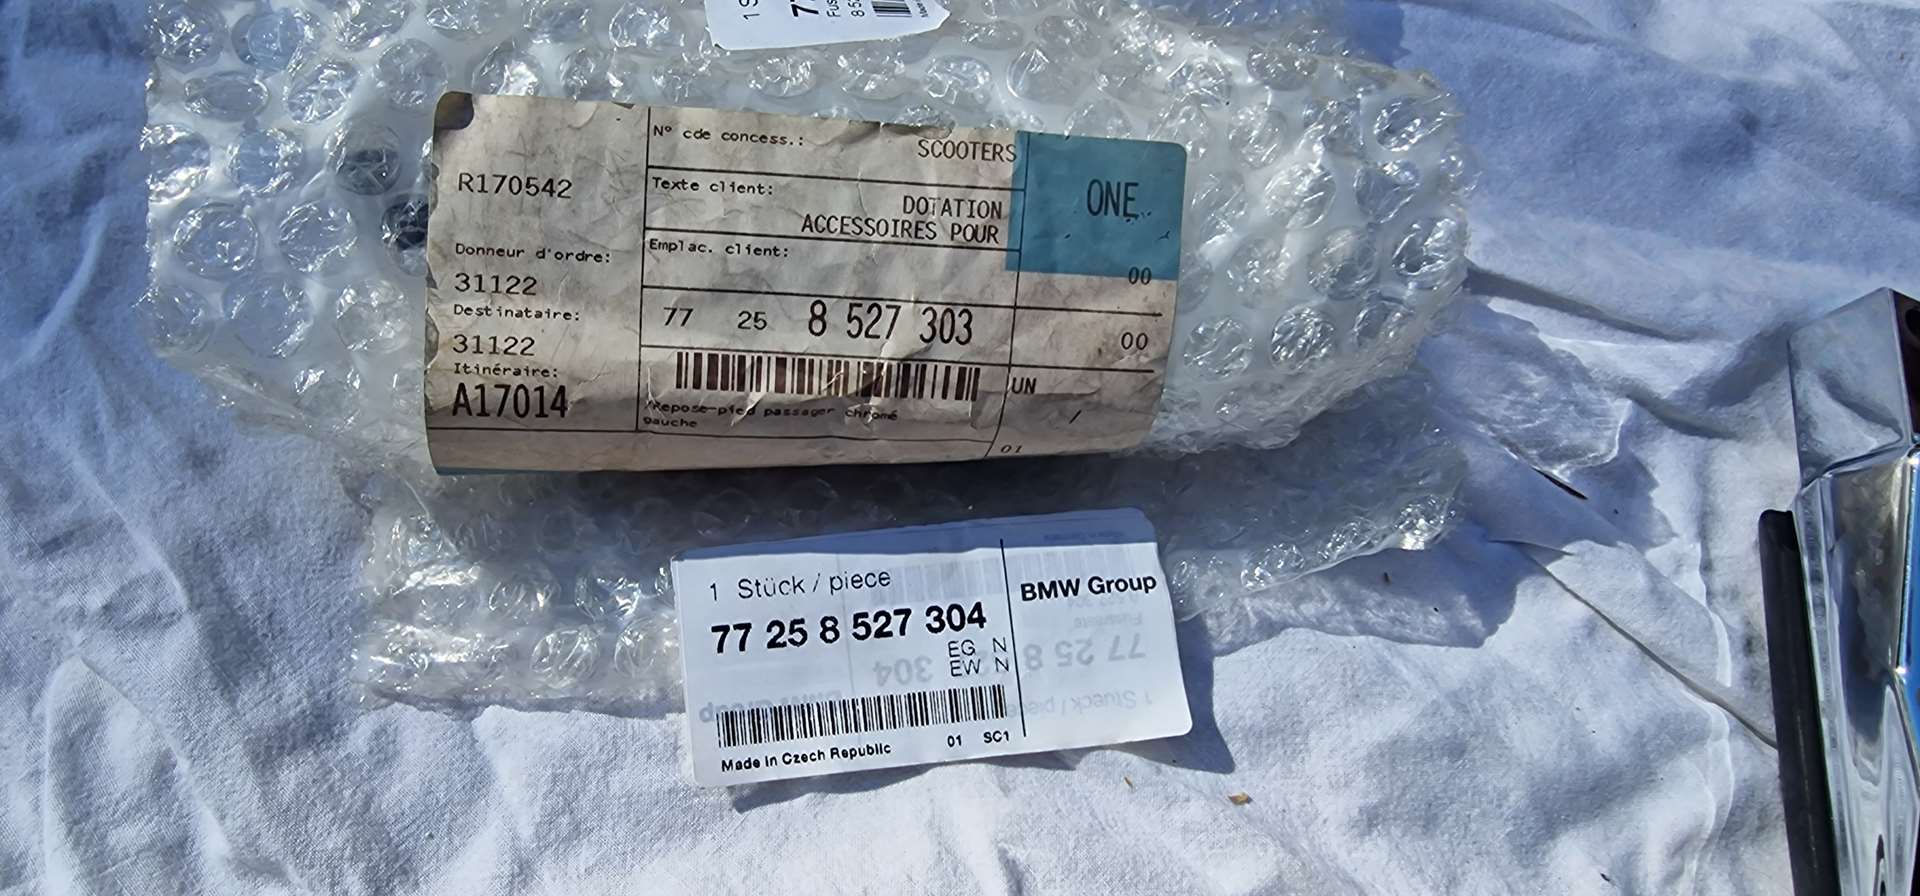 R170542
Donneur d'ordre:
31122
Destinataire:
31122
Itinéraire:
A17014
N° cde concess.:
SCOOTERS
Texte client:
DOTATION
ACCESSOIRES POUR
Emplac. client:
77 25 8 527 303
Repose-pied passager chromé
gauche
ONE
00
00
UN
/
01
1 Stück / piece
77 25 8 527 304
EG N
EW N
Made in Czech Republic 01 SC1
BMW Group